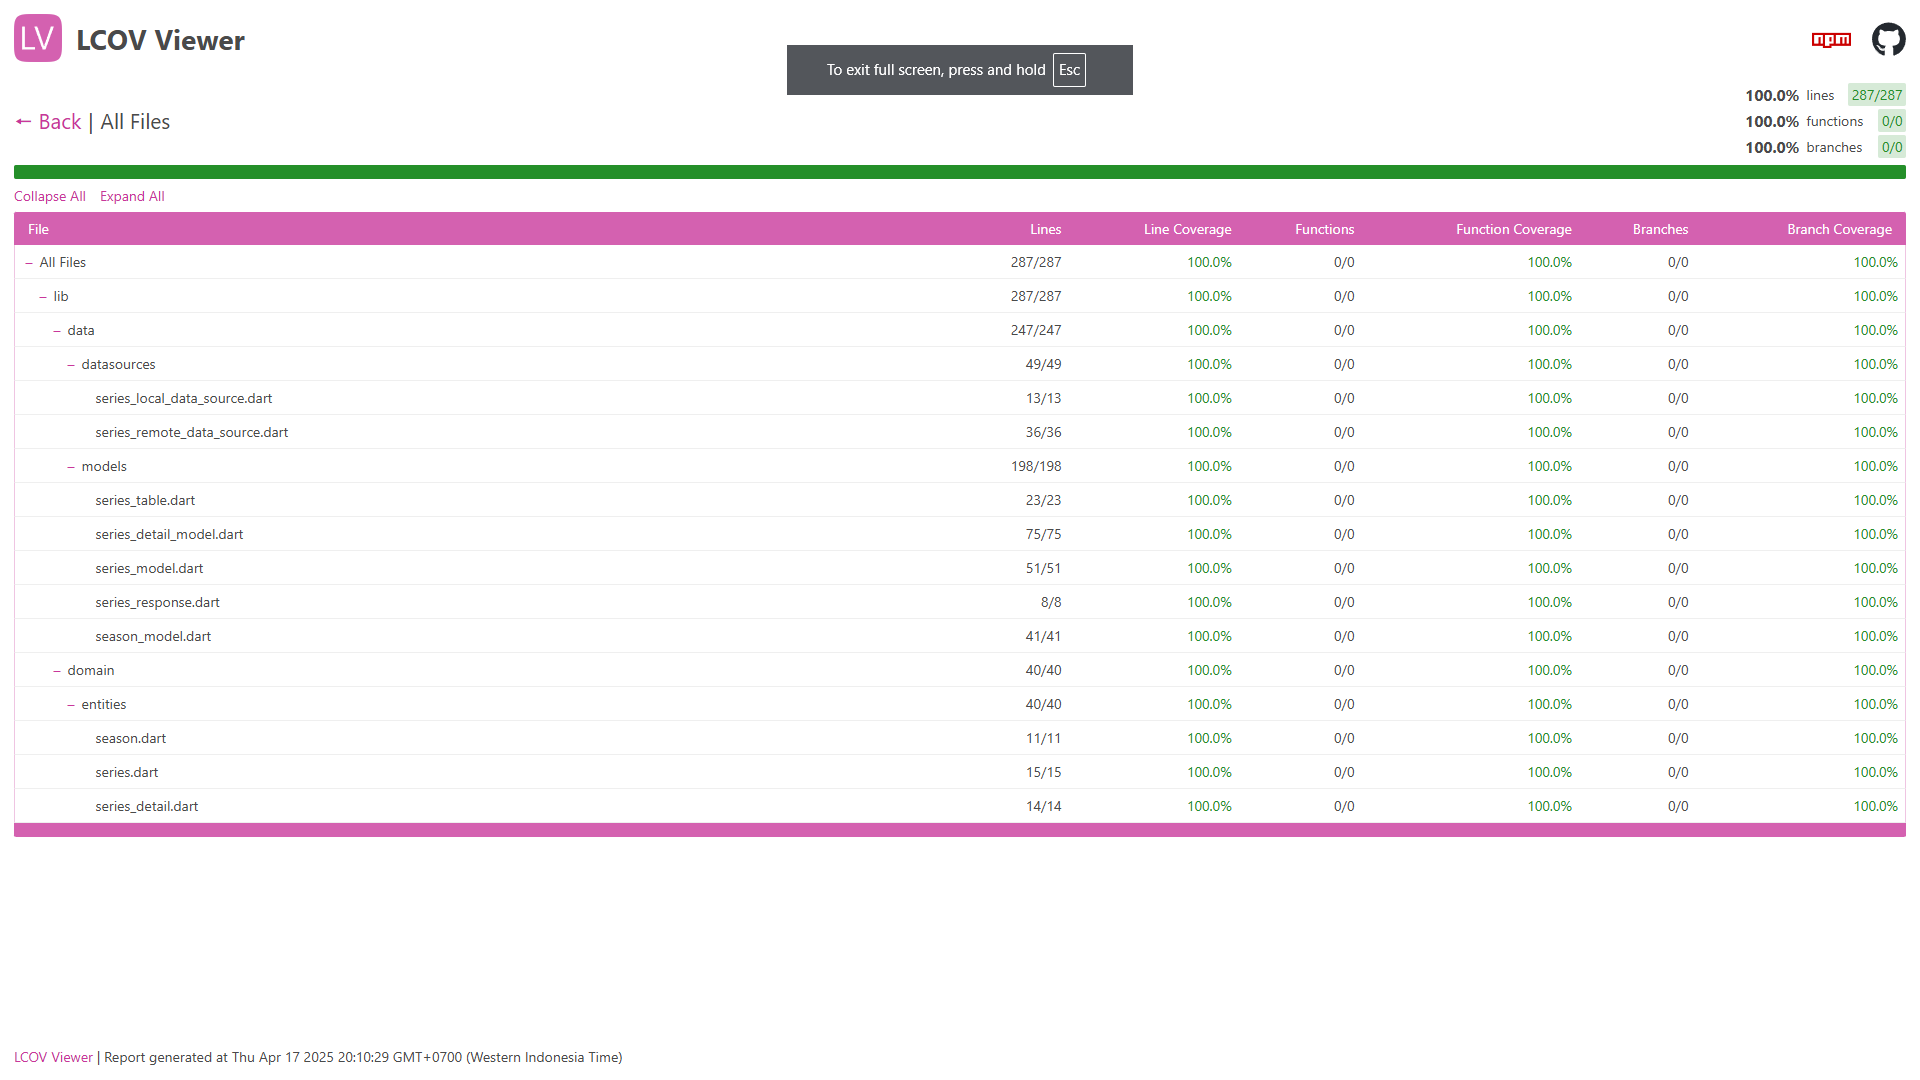 LV LCOV Viewer
npm
To exit full screen, press and hold Esc
100.0% lines 287/287
← Back | All Files
100.0% functions 0/0
100.0% branches 0/0
Collapse All Expand All
File Lines Line Coverage Functions Function Coverage Branches Branch Coverage
– All Files 287/287 100.0% 0/0 100.0% 0/0 100.0%
– lib 287/287 100.0% 0/0 100.0% 0/0 100.0%
– data 247/247 100.0% 0/0 100.0% 0/0 100.0%
– datasources 49/49 100.0% 0/0 100.0% 0/0 100.0%
series_local_data_source.dart 13/13 100.0% 0/0 100.0% 0/0 100.0%
series_remote_data_source.dart 36/36 100.0% 0/0 100.0% 0/0 100.0%
– models 198/198 100.0% 0/0 100.0% 0/0 100.0%
series_table.dart 23/23 100.0% 0/0 100.0% 0/0 100.0%
series_detail_model.dart 75/75 100.0% 0/0 100.0% 0/0 100.0%
series_model.dart 51/51 100.0% 0/0 100.0% 0/0 100.0%
series_response.dart 8/8 100.0% 0/0 100.0% 0/0 100.0%
season_model.dart 41/41 100.0% 0/0 100.0% 0/0 100.0%
– domain 40/40 100.0% 0/0 100.0% 0/0 100.0%
– entities 40/40 100.0% 0/0 100.0% 0/0 100.0%
season.dart 11/11 100.0% 0/0 100.0% 0/0 100.0%
series.dart 15/15 100.0% 0/0 100.0% 0/0 100.0%
series_detail.dart 14/14 100.0% 0/0 100.0% 0/0 100.0%
LCOV Viewer | Report generated at Thu Apr 17 2025 20:10:29 GMT+0700 (Western Indonesia Time)